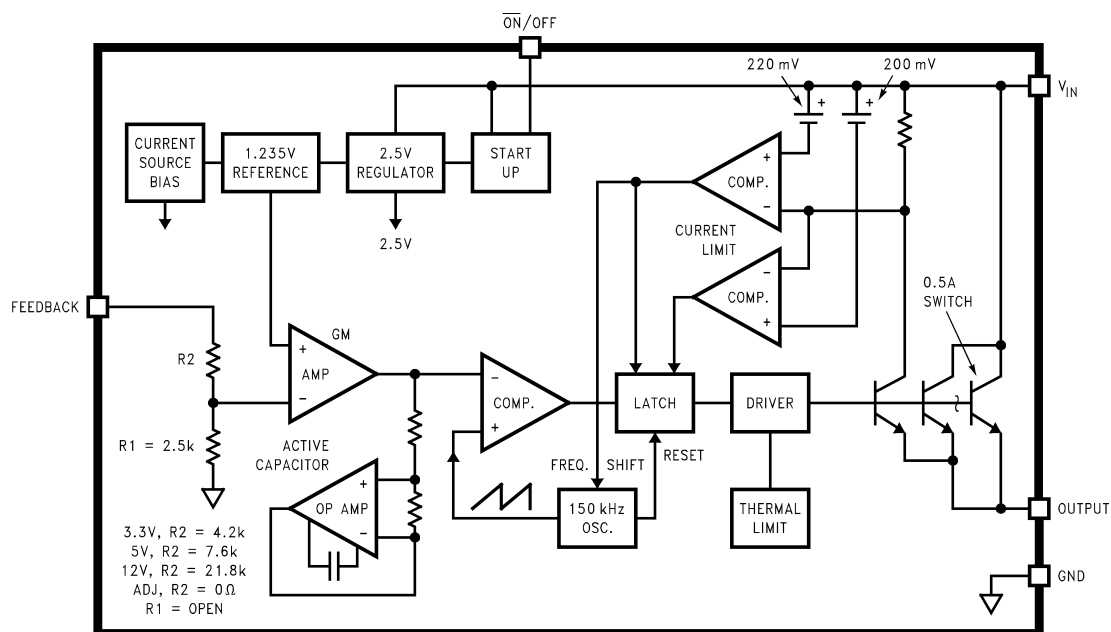 ON/OFF
220 mV
200 mV
V_IN
CURRENT
SOURCE
BIAS
1.235V
REFERENCE
2.5V
REGULATOR
START
UP
+
+
+
COMP.
−
2.5V
CURRENT
LIMIT
−
COMP.
+
0.5A
SWITCH
FEEDBACK
GM
R2
+
AMP
−
−
COMP.
+
LATCH
DRIVER
R1 = 2.5k
ACTIVE
CAPACITOR
FREQ. SHIFT
RESET
+
OP AMP
−
150 kHz
OSC.
THERMAL
LIMIT
OUTPUT
3.3V, R2 = 4.2k
5V, R2 = 7.6k
12V, R2 = 21.8k
ADJ, R2 = 0Ω
R1 = OPEN
GND